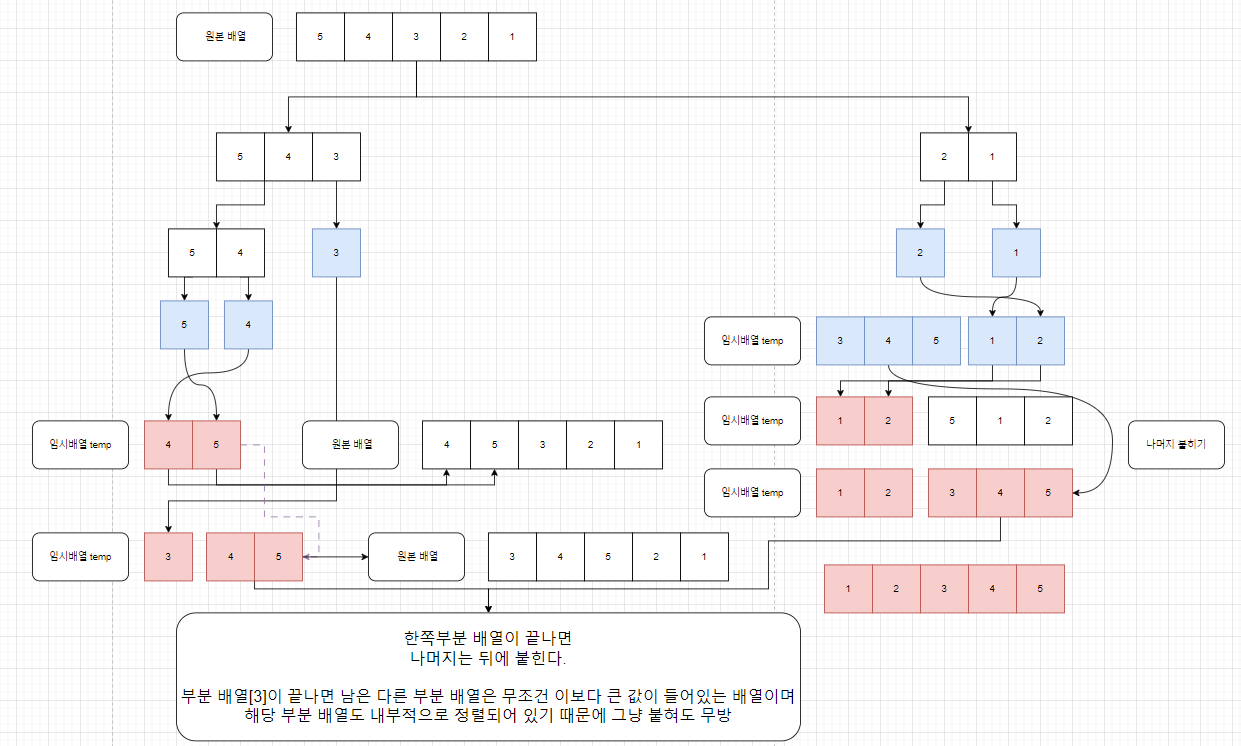 원본 배열 5 4 3 2 1
5 4 3 2 1
5 4 3 2 1
5 4
임시배열 temp 3 4 5 1 2
임시배열 temp 1 2 5 1 2
임시배열 temp 4 5 원본 배열 4 5 3 2 1 나머지 붙히기
임시배열 temp 1 2 3 4 5
임시배열 temp 3 4 5 원본 배열 3 4 5 2 1
1 2 3 4 5
한쪽부분 배열이 끝나면
나머지는 뒤에 붙힌다.
부분 배열[3]이 끝나면 남은 다른 부분 배열은 무조건 이보다 큰 값이 들어있는 배열이며
해당 부분 배열도 내부적으로 정렬되어 있기 때문에 그냥 붙혀도 무방